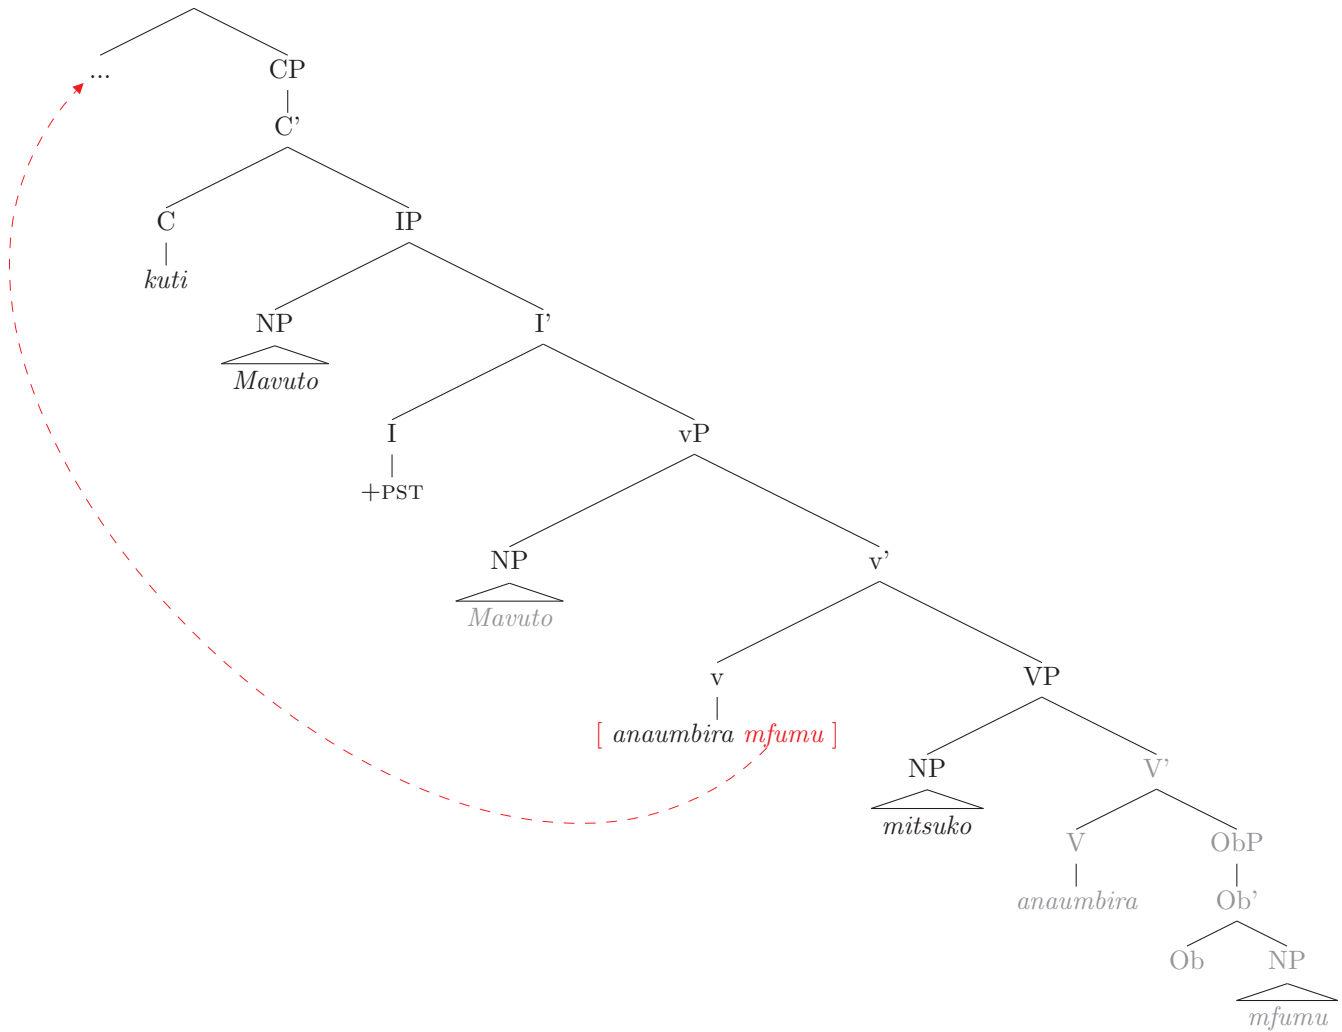 ...
CP
C'
C
IP
kuti
NP
I'
Mavuto
I
vP
+PST
NP
v'
Mavuto
v
VP
[ anaumbira mfumu ]
NP
V'
mitsuko
V
ObP
anaumbira
Ob'
Ob
NP
mfumu